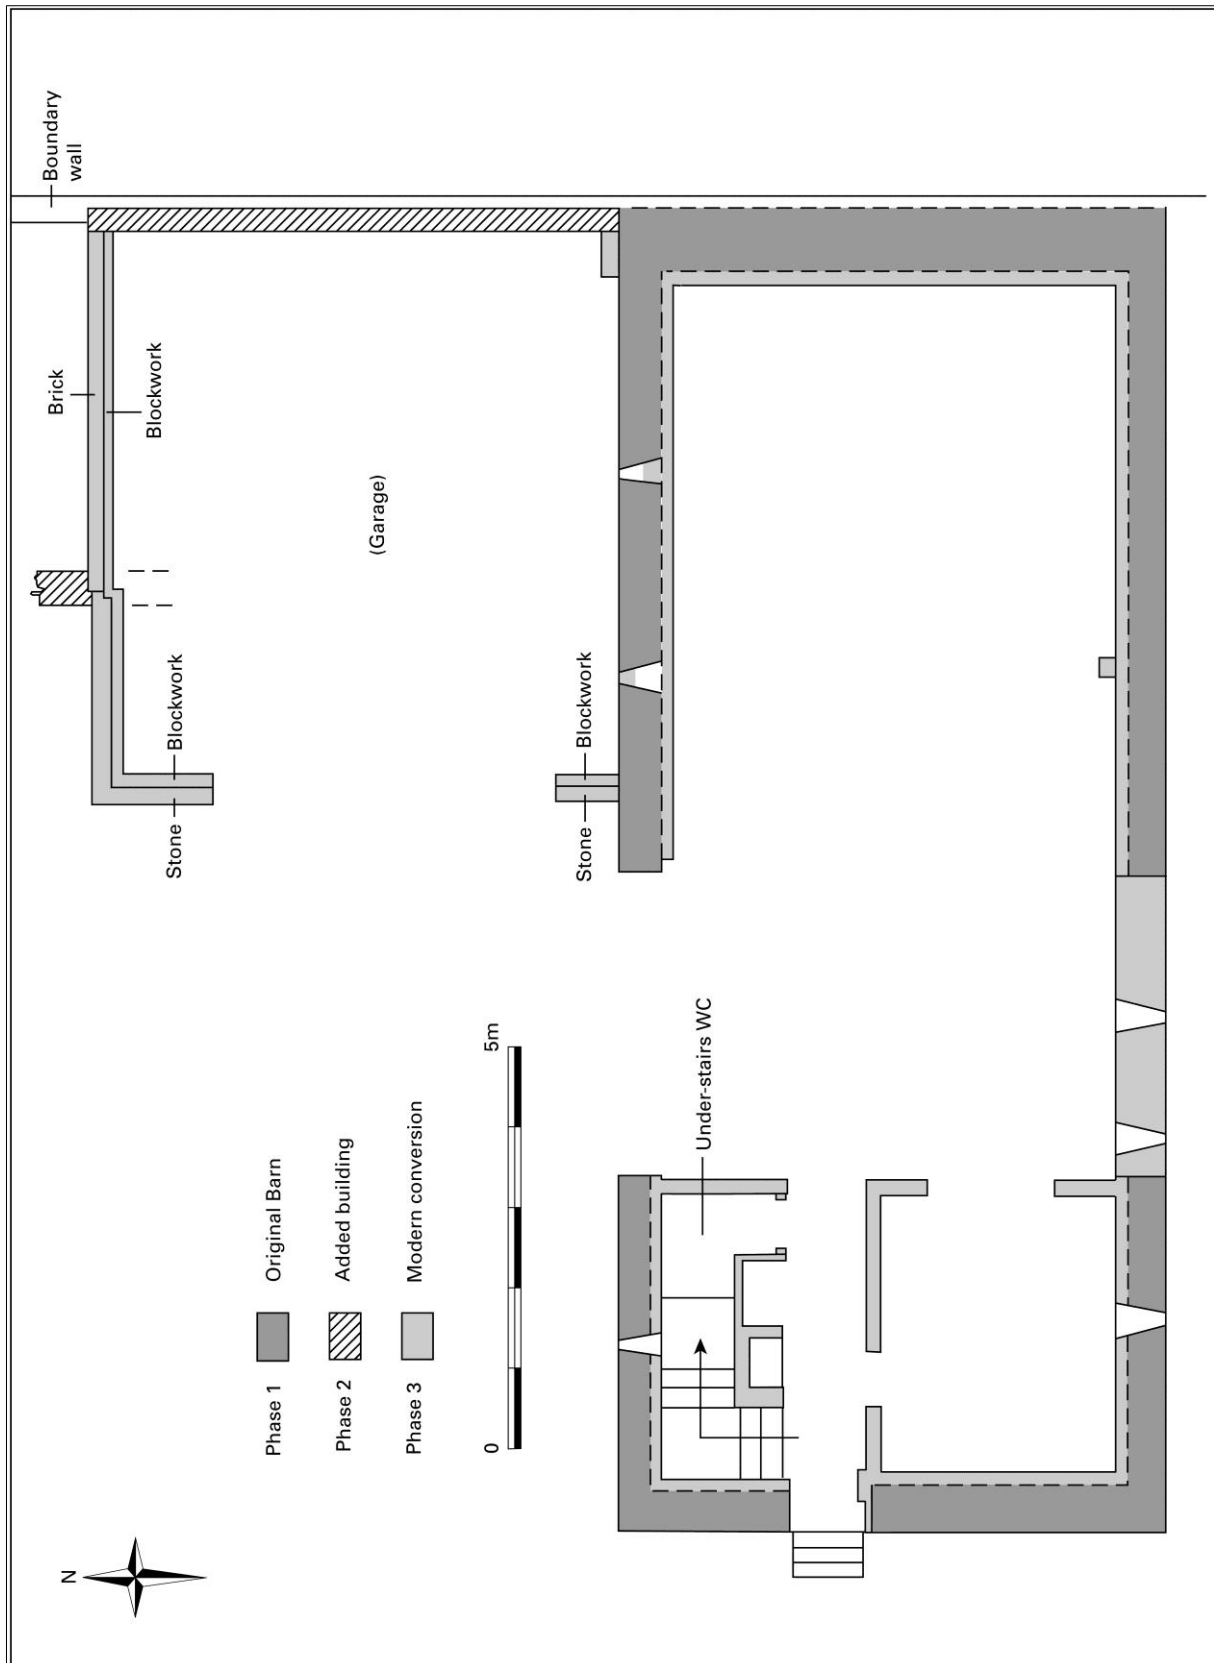 Boundary
wall
Brick
Blockwork
(Garage)
Blockwork
Stone
Blockwork
Stone
Under-stairs WC
Phase 1 Original Barn
Phase 2 Added building
Phase 3 Modern conversion
0 5m
N